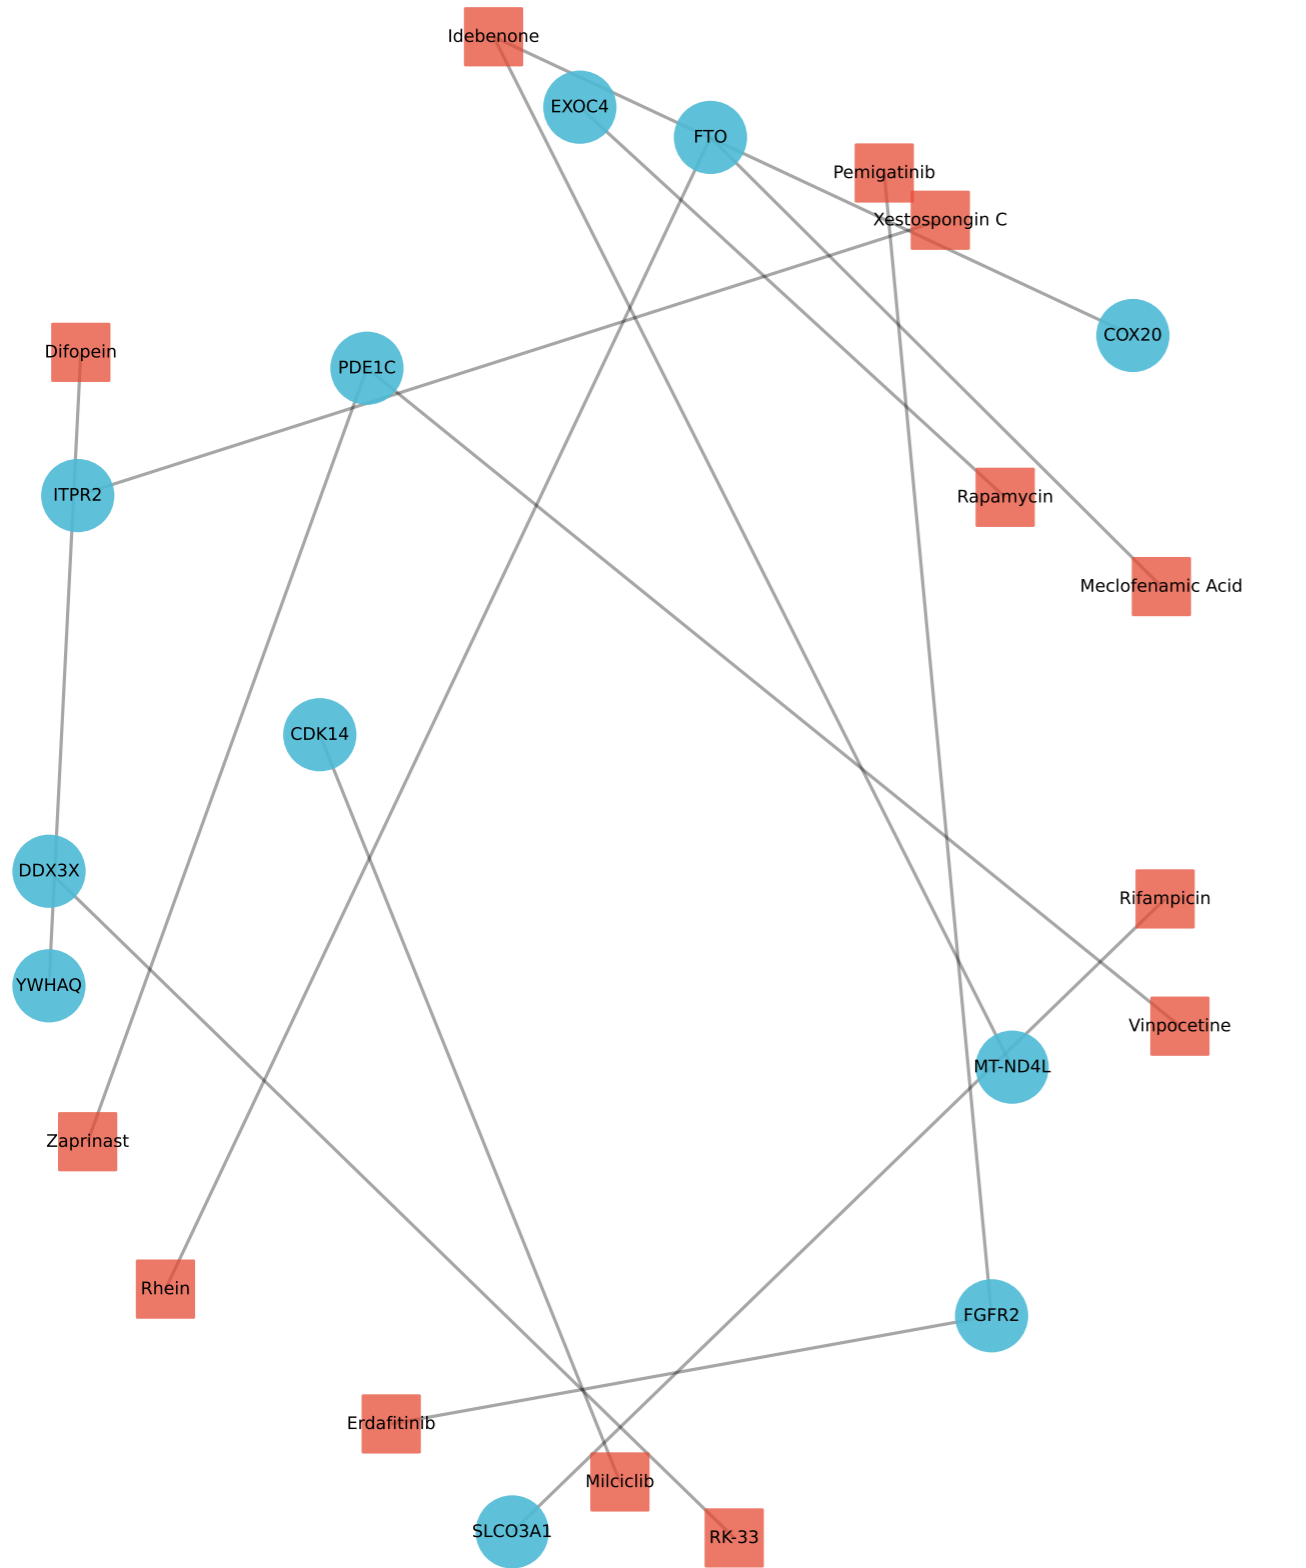 Idebenone
EXOC4
FTO
Pemigatinib
Xestospongin C
COX20
Difopein
PDE1C
ITPR2
Rapamycin
Meclofenamic Acid
CDK14
DDX3X
Rifampicin
YWHAQ
Vinpocetine
MT-ND4L
Zaprinast
Rhein
FGFR2
Erdafitinib
Milciclib
SLCO3A1
RK-33